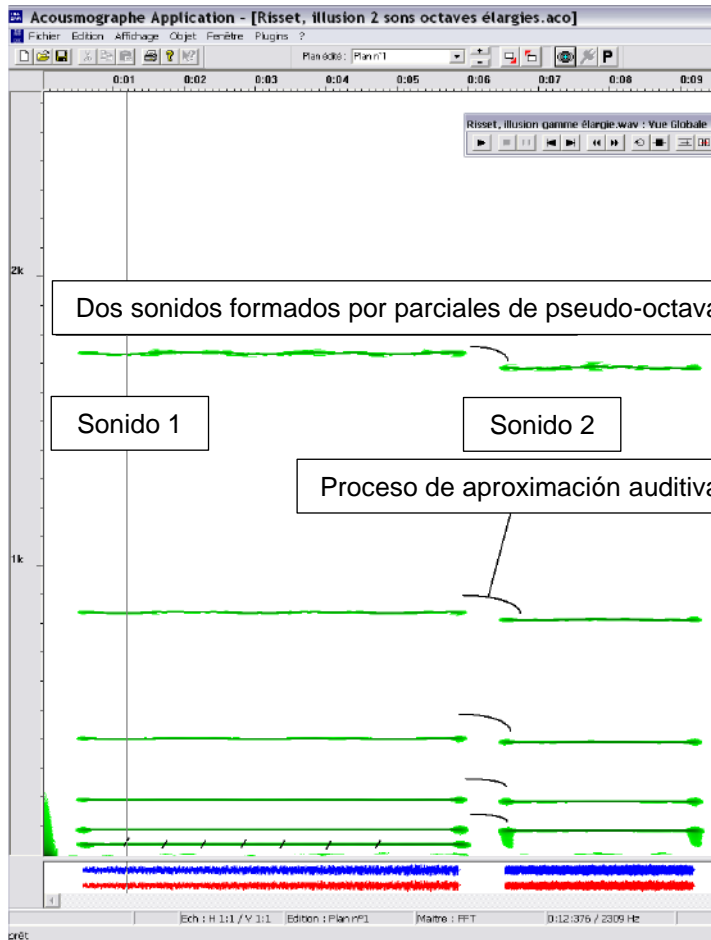 Acousmographe Application - [Risset, illusion 2 sons octaves élargies.aco]
Fichier Edition Affichage Objet Fenêtre Plugins ?
Plan édité : Plan n°1
P
0:01 0:02 0:03 0:04 0:05 0:06 0:07 0:08 0:09
Risset, illusion gamme élargie.wav : Vue Globale
2k
Dos sonidos formados por parciales de pseudo-octava
Sonido 1
Sonido 2
Proceso de aproximación auditiva
1k
Ech : H 1:1 / V 1:1 Edition : Plan n°1 Maitre : FFT 0:12:376 / 2309 Hz
prêt